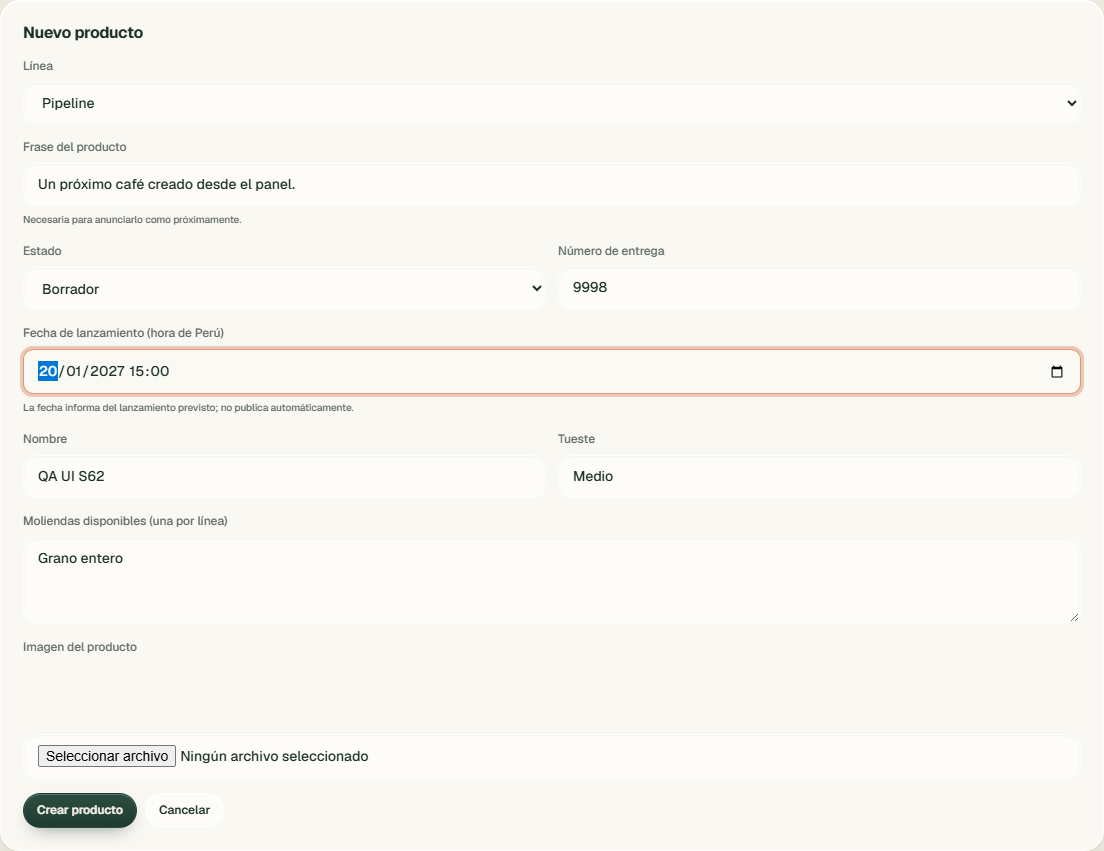 Nuevo producto
Línea
Pipeline
Frase del producto
Un próximo café creado desde el panel.
Necesaria para anunciarlo como próximamente.
Estado
Número de entrega
Borrador
9998
Fecha de lanzamiento (hora de Perú)
20/01/2027 15:00
La fecha informa del lanzamiento previsto; no publica automáticamente.
Nombre
Tueste
QA UI S62
Medio
Moliendas disponibles (una por línea)
Grano entero
Imagen del producto
Seleccionar archivo Ningún archivo seleccionado
Crear producto Cancelar